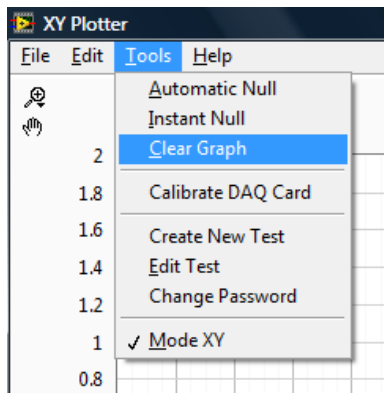 XY Plotter
File Edit Tools Help
Automatic Null
Instant Null
Clear Graph
Calibrate DAQ Card
Create New Test
Edit Test
Change Password
✓ Mode XY
2
1.8
1.6
1.4
1.2
1
0.8